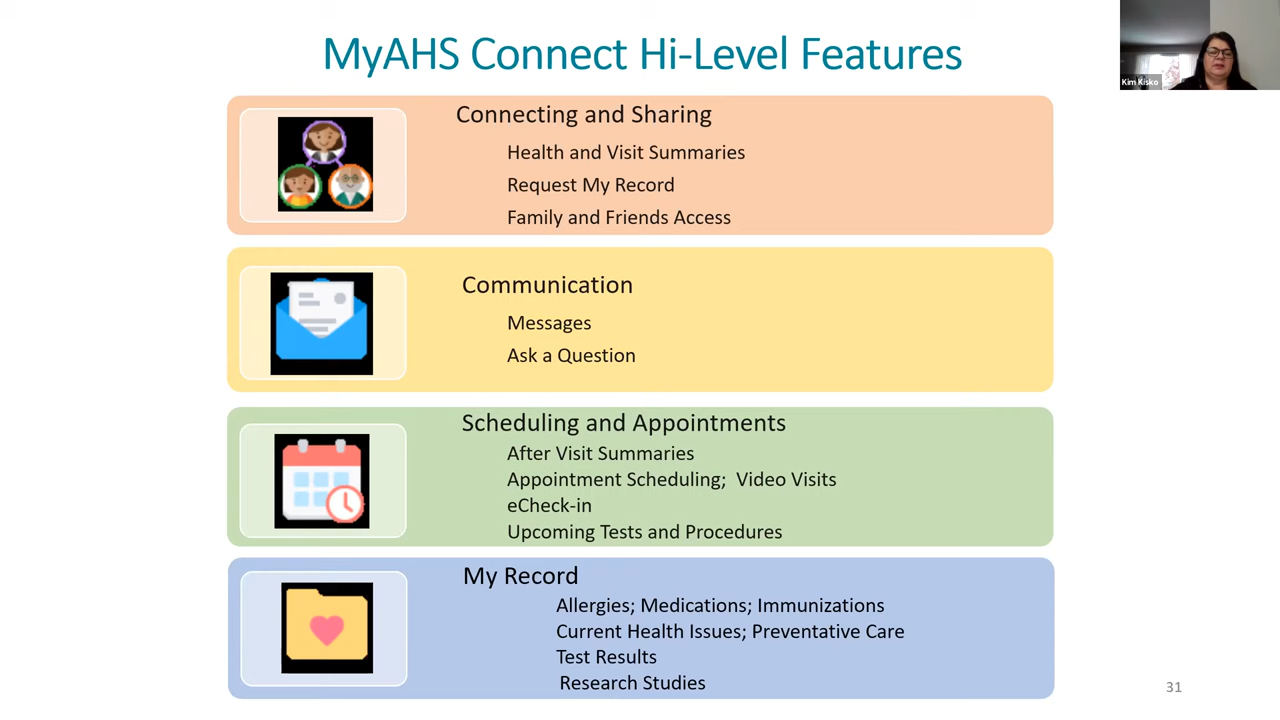 MyAHS Connect Hi-Level Features
Kim Kisko
Connecting and Sharing
Health and Visit Summaries
Request My Record
Family and Friends Access
Communication
Messages
Ask a Question
Scheduling and Appointments
After Visit Summaries
Appointment Scheduling;  Video Visits
eCheck-in
Upcoming Tests and Procedures
My Record
Allergies; Medications; Immunizations
Current Health Issues; Preventative Care
Test Results
Research Studies
31